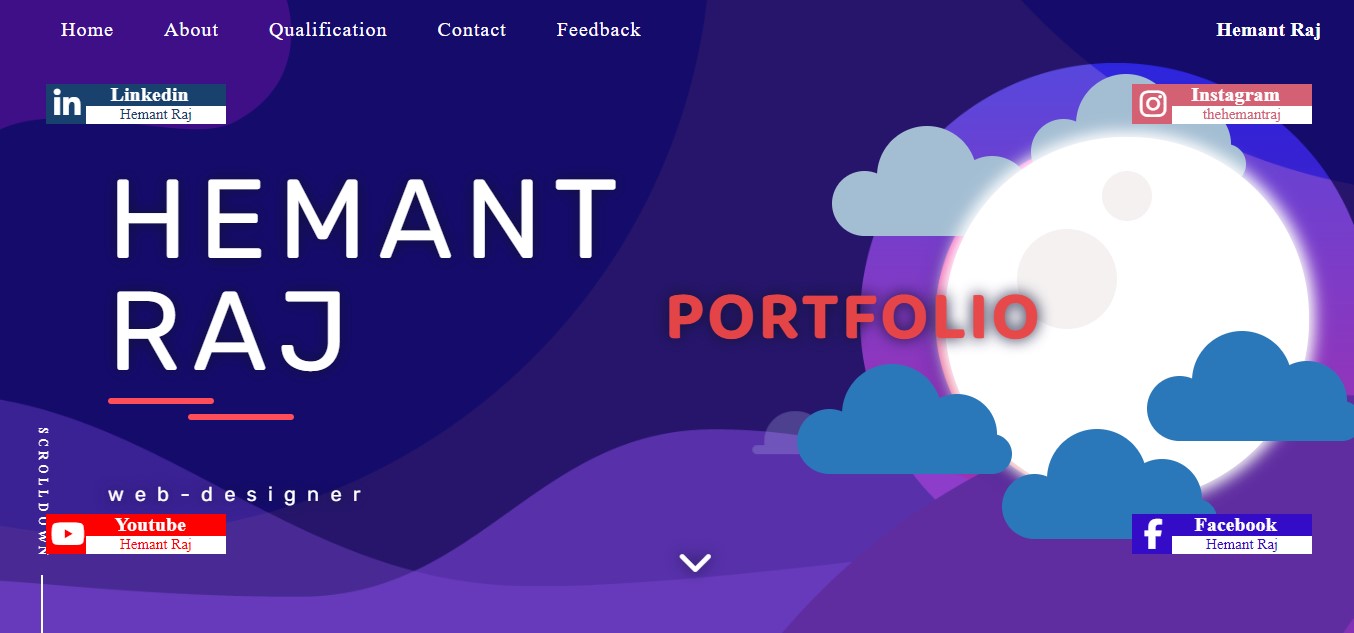 Home About Qualification Contact Feedback Hemant Raj
in Linkedin
Hemant Raj
Instagram
thehemantraj
HEMANT
RAJ
PORTFOLIO
SCROLLDOWN
web-designer
Youtube
Hemant Raj
Facebook
Hemant Raj